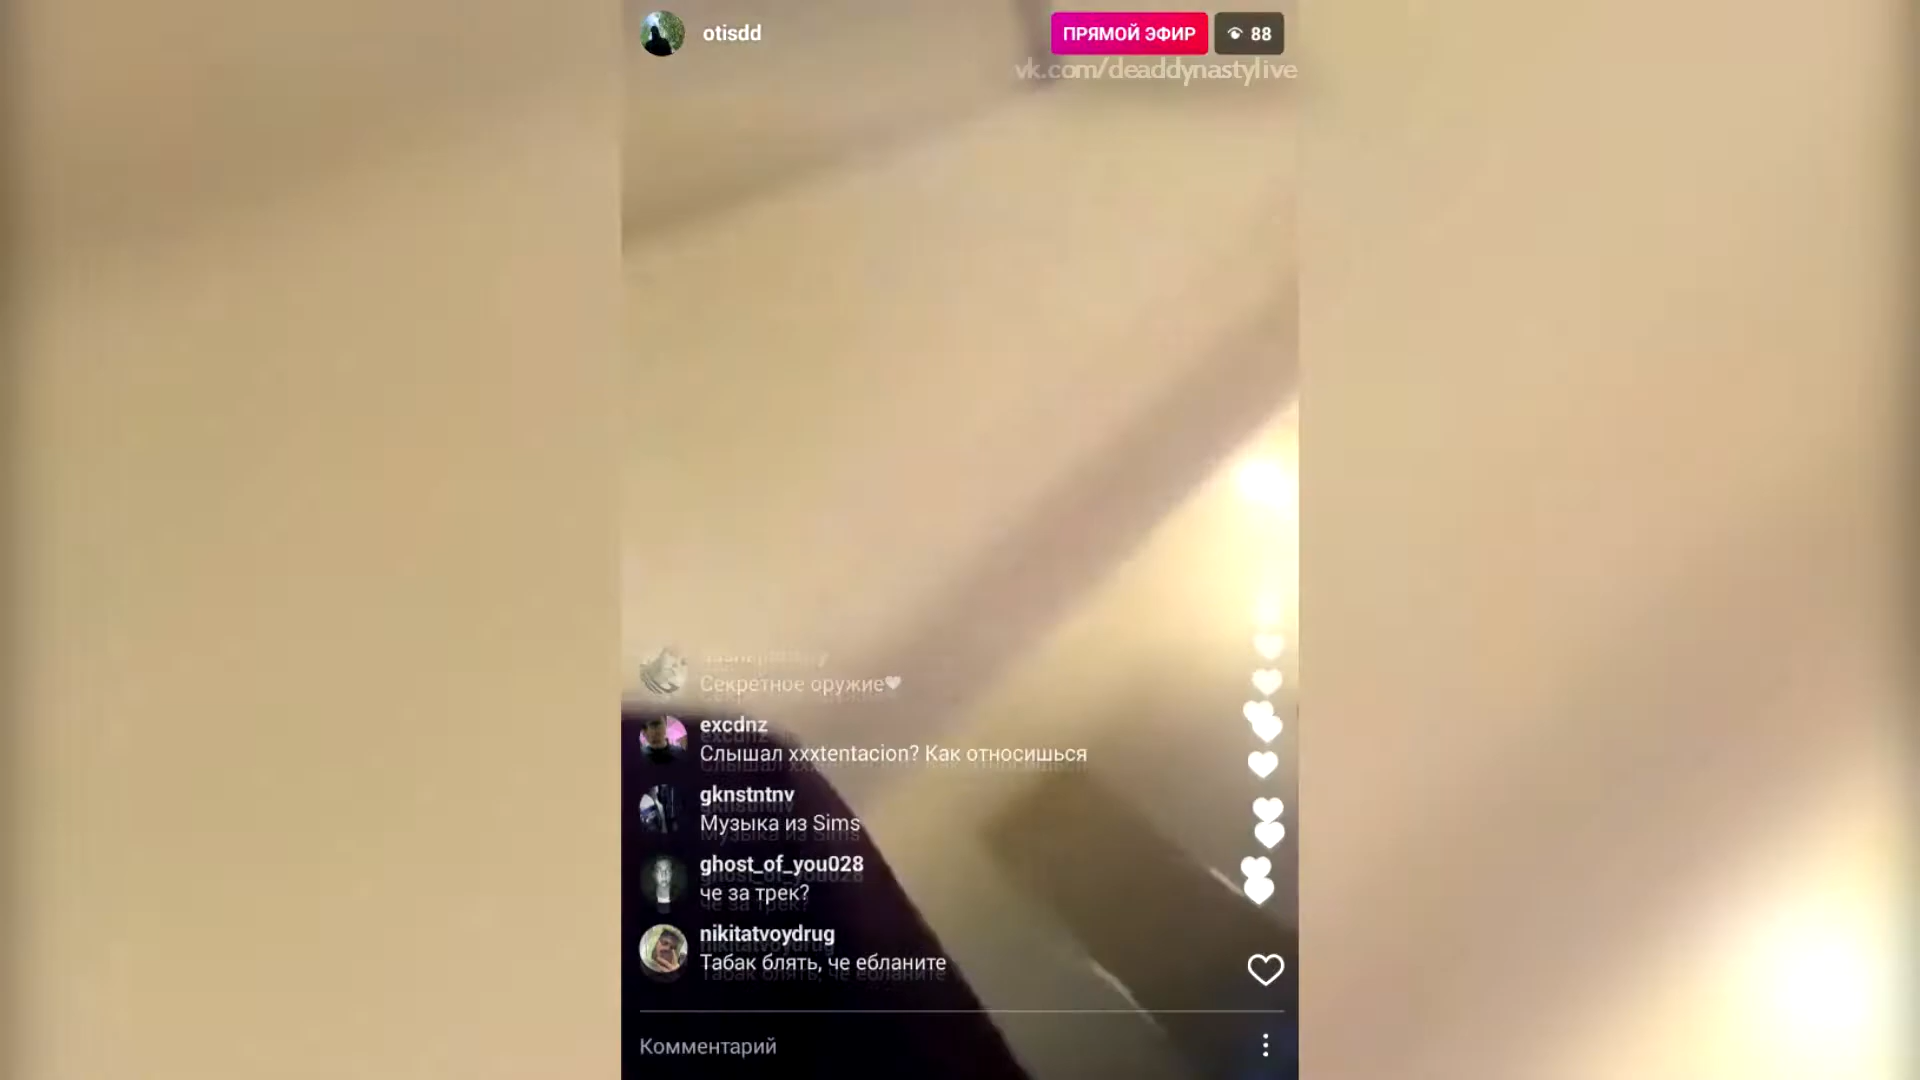 otisdd
ПРЯМОЙ ЭФИР
88
vk.com/deaddynastylive
Секретное оружие
excdnz
Слышал xxxtentacion? Как относишься
gknstntnv
Музыка из Sims
ghost_of_you028
че за трек?
nikitatvoydrug
Табак блять, че ебланите
Комментарий